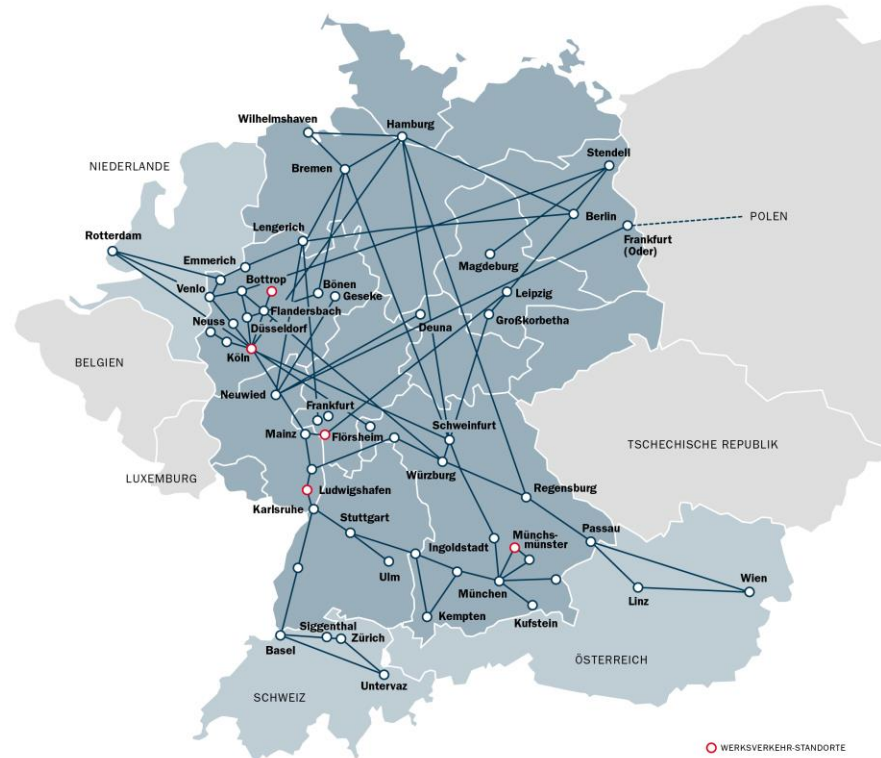 Wilhelmshaven
Hamburg
Bremen
Stendell
NIEDERLANDE
Lengerich
Berlin
POLEN
Rotterdam
Frankfurt
(Oder)
Emmerich
Magdeburg
Bottrop
Bönen
Venlo
Geseke
Leipzig
Flandersbach
Neuss
Düsseldorf
Deuna
Großkorbetha
Köln
BELGIEN
Neuwied
Frankfurt
Schweinfurt
Mainz
Flörsheim
TSCHECHISCHE REPUBLIK
LUXEMBURG
Würzburg
Ludwigshafen
Regensburg
Karlsruhe
Stuttgart
Passau
Münchs-
münster
Ingoldstadt
Ulm
München
Wien
Linz
Kempten
Kufstein
Siggenthal
Zürich
Basel
ÖSTERREICH
Untervaz
SCHWEIZ
WERKSVERKEHR-STANDORTE